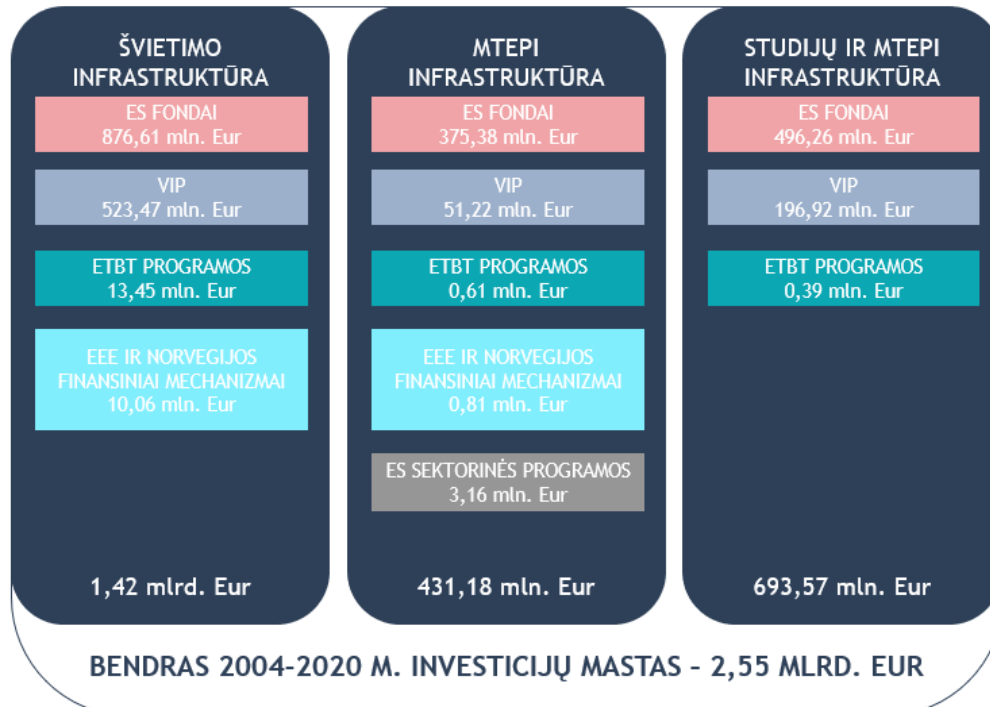 ŠVIETIMO
INFRASTRUKTŪRA
ES FONDAI
876,61 mln. Eur
VIP
523,47 mln. Eur
ETBT PROGRAMOS
13,45 mln. Eur
EEE IR NORVEGIJOS
FINANSINIAI MECHANIZMAI
10,06 mln. Eur
1,42 mlrd. Eur
MTEPI
INFRASTRUKTŪRA
ES FONDAI
375,38 mln. Eur
VIP
51,22 mln. Eur
ETBT PROGRAMOS
0,61 mln. Eur
EEE IR NORVEGIJOS
FINANSINIAI MECHANIZMAI
0,81 mln. Eur
ES SEKTORINĖS PROGRAMOS
3,16 mln. Eur
431,18 mln. Eur
STUDIJŲ IR MTEPI
INFRASTRUKTŪRA
ES FONDAI
496,26 mln. Eur
VIP
196,92 mln. Eur
ETBT PROGRAMOS
0,39 mln. Eur
693,57 mln. Eur
BENDRAS 2004-2020 M. INVESTICIJŲ MASTAS – 2,55 MLRD. EUR